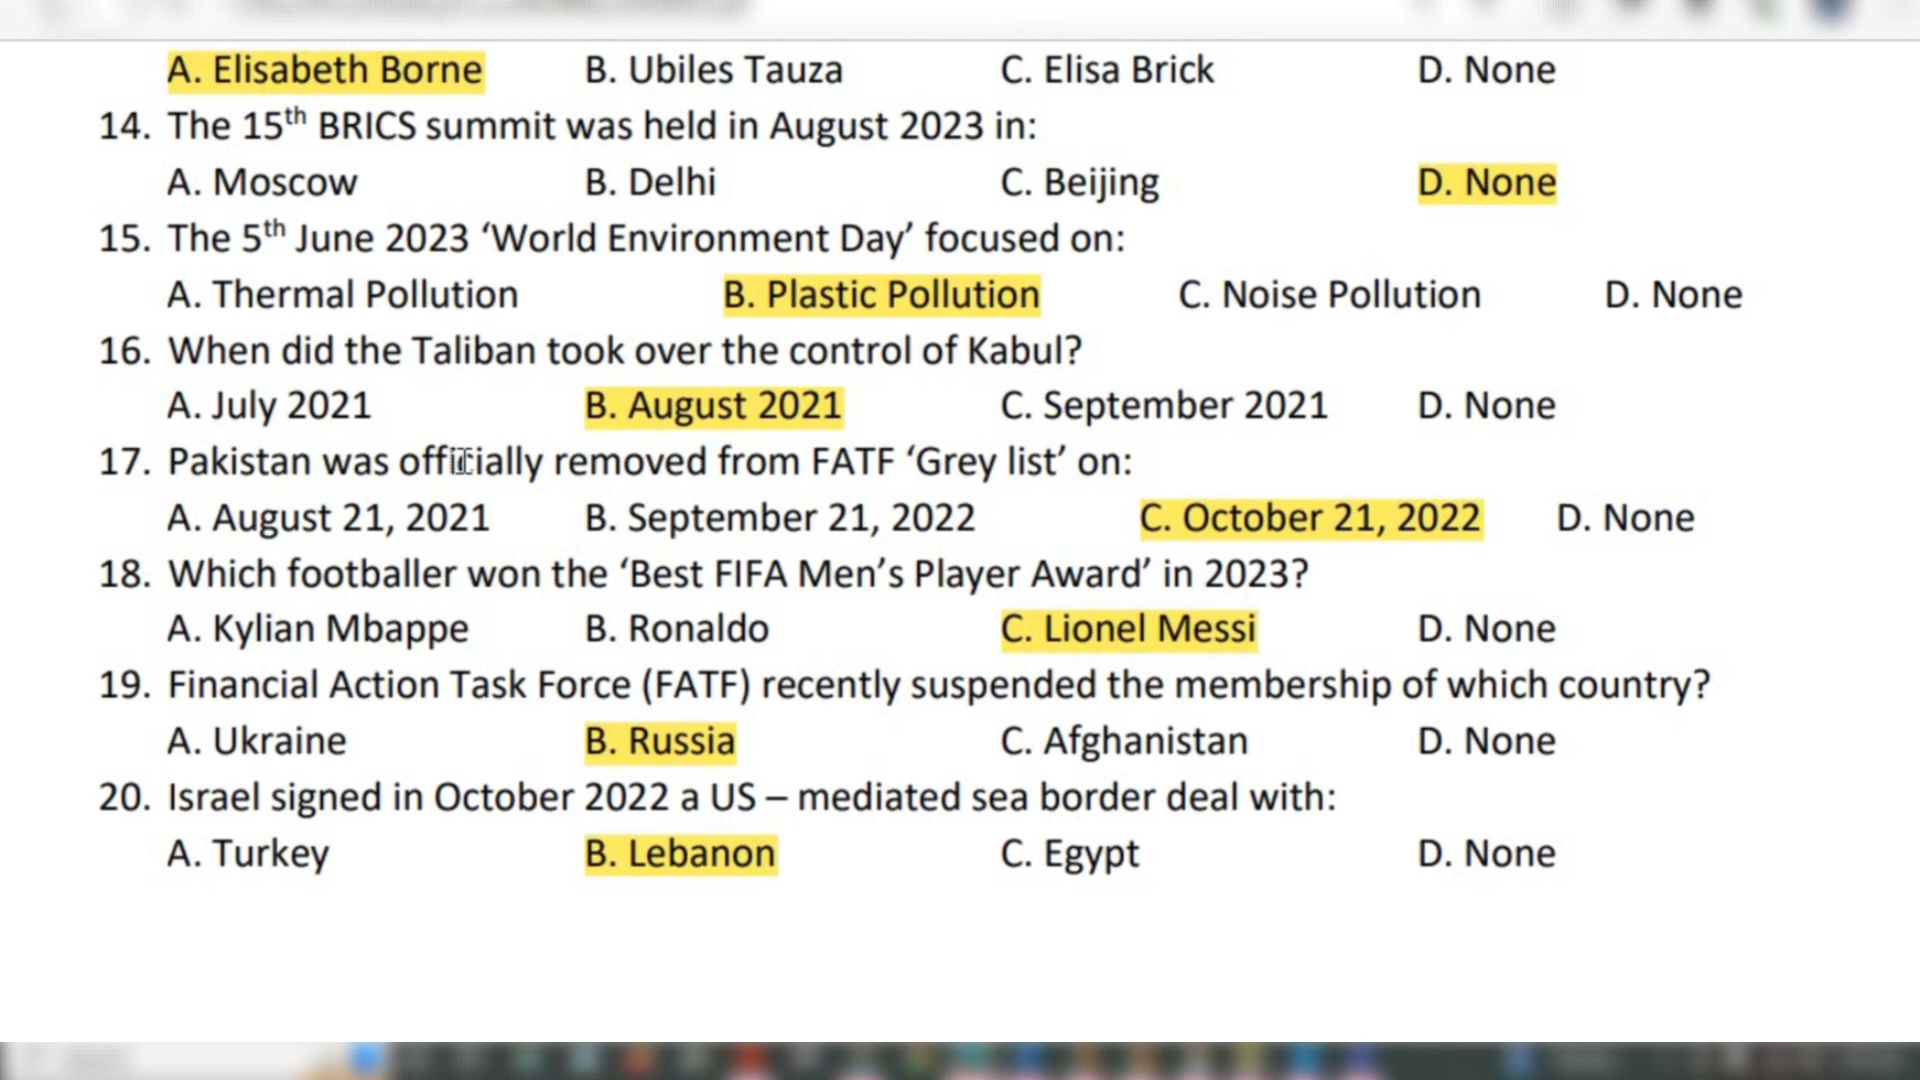 A. Elisabeth Borne B. Ubiles Tauza C. Elisa Brick D. None
14. The 15th BRICS summit was held in August 2023 in:
A. Moscow B. Delhi C. Beijing D. None
15. The 5th June 2023 ‘World Environment Day’ focused on:
A. Thermal Pollution B. Plastic Pollution C. Noise Pollution D. None
16. When did the Taliban took over the control of Kabul?
A. July 2021 B. August 2021 C. September 2021 D. None
17. Pakistan was officially removed from FATF ‘Grey list’ on:
A. August 21, 2021 B. September 21, 2022 C. October 21, 2022 D. None
18. Which footballer won the ‘Best FIFA Men’s Player Award’ in 2023?
A. Kylian Mbappe B. Ronaldo C. Lionel Messi D. None
19. Financial Action Task Force (FATF) recently suspended the membership of which country?
A. Ukraine B. Russia C. Afghanistan D. None
20. Israel signed in October 2022 a US – mediated sea border deal with:
A. Turkey B. Lebanon C. Egypt D. None